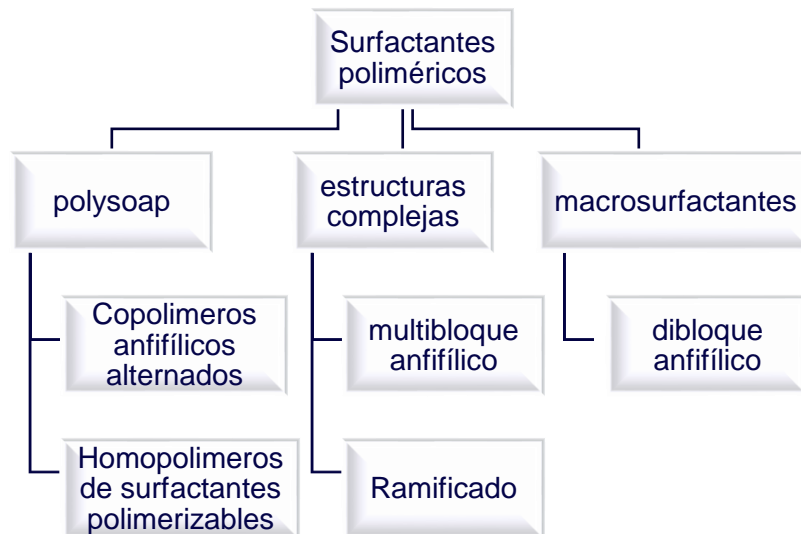 Surfactantes
poliméricos
polysoap
estructuras
complejas
macrosurfactantes
Copolimeros
anfifílicos
alternados
multibloque
anfifílico
dibloque
anfifílico
Homopolimeros
de surfactantes
polimerizables
Ramificado